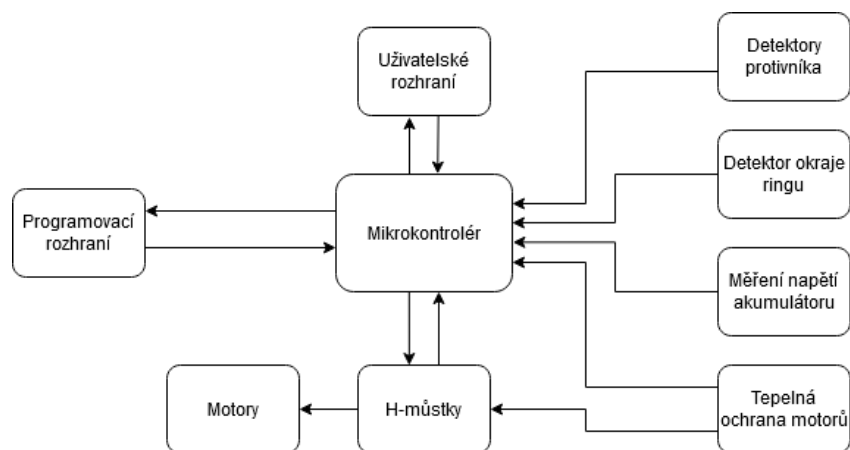 Uživatelské
rozhraní
Detektory
protivníka
Detektor okraje
ringu
Programovací
rozhraní
Mikrokontrolér
Měření napětí
akumulátoru
Motory
H-můstky
Tepelná
ochrana motorů